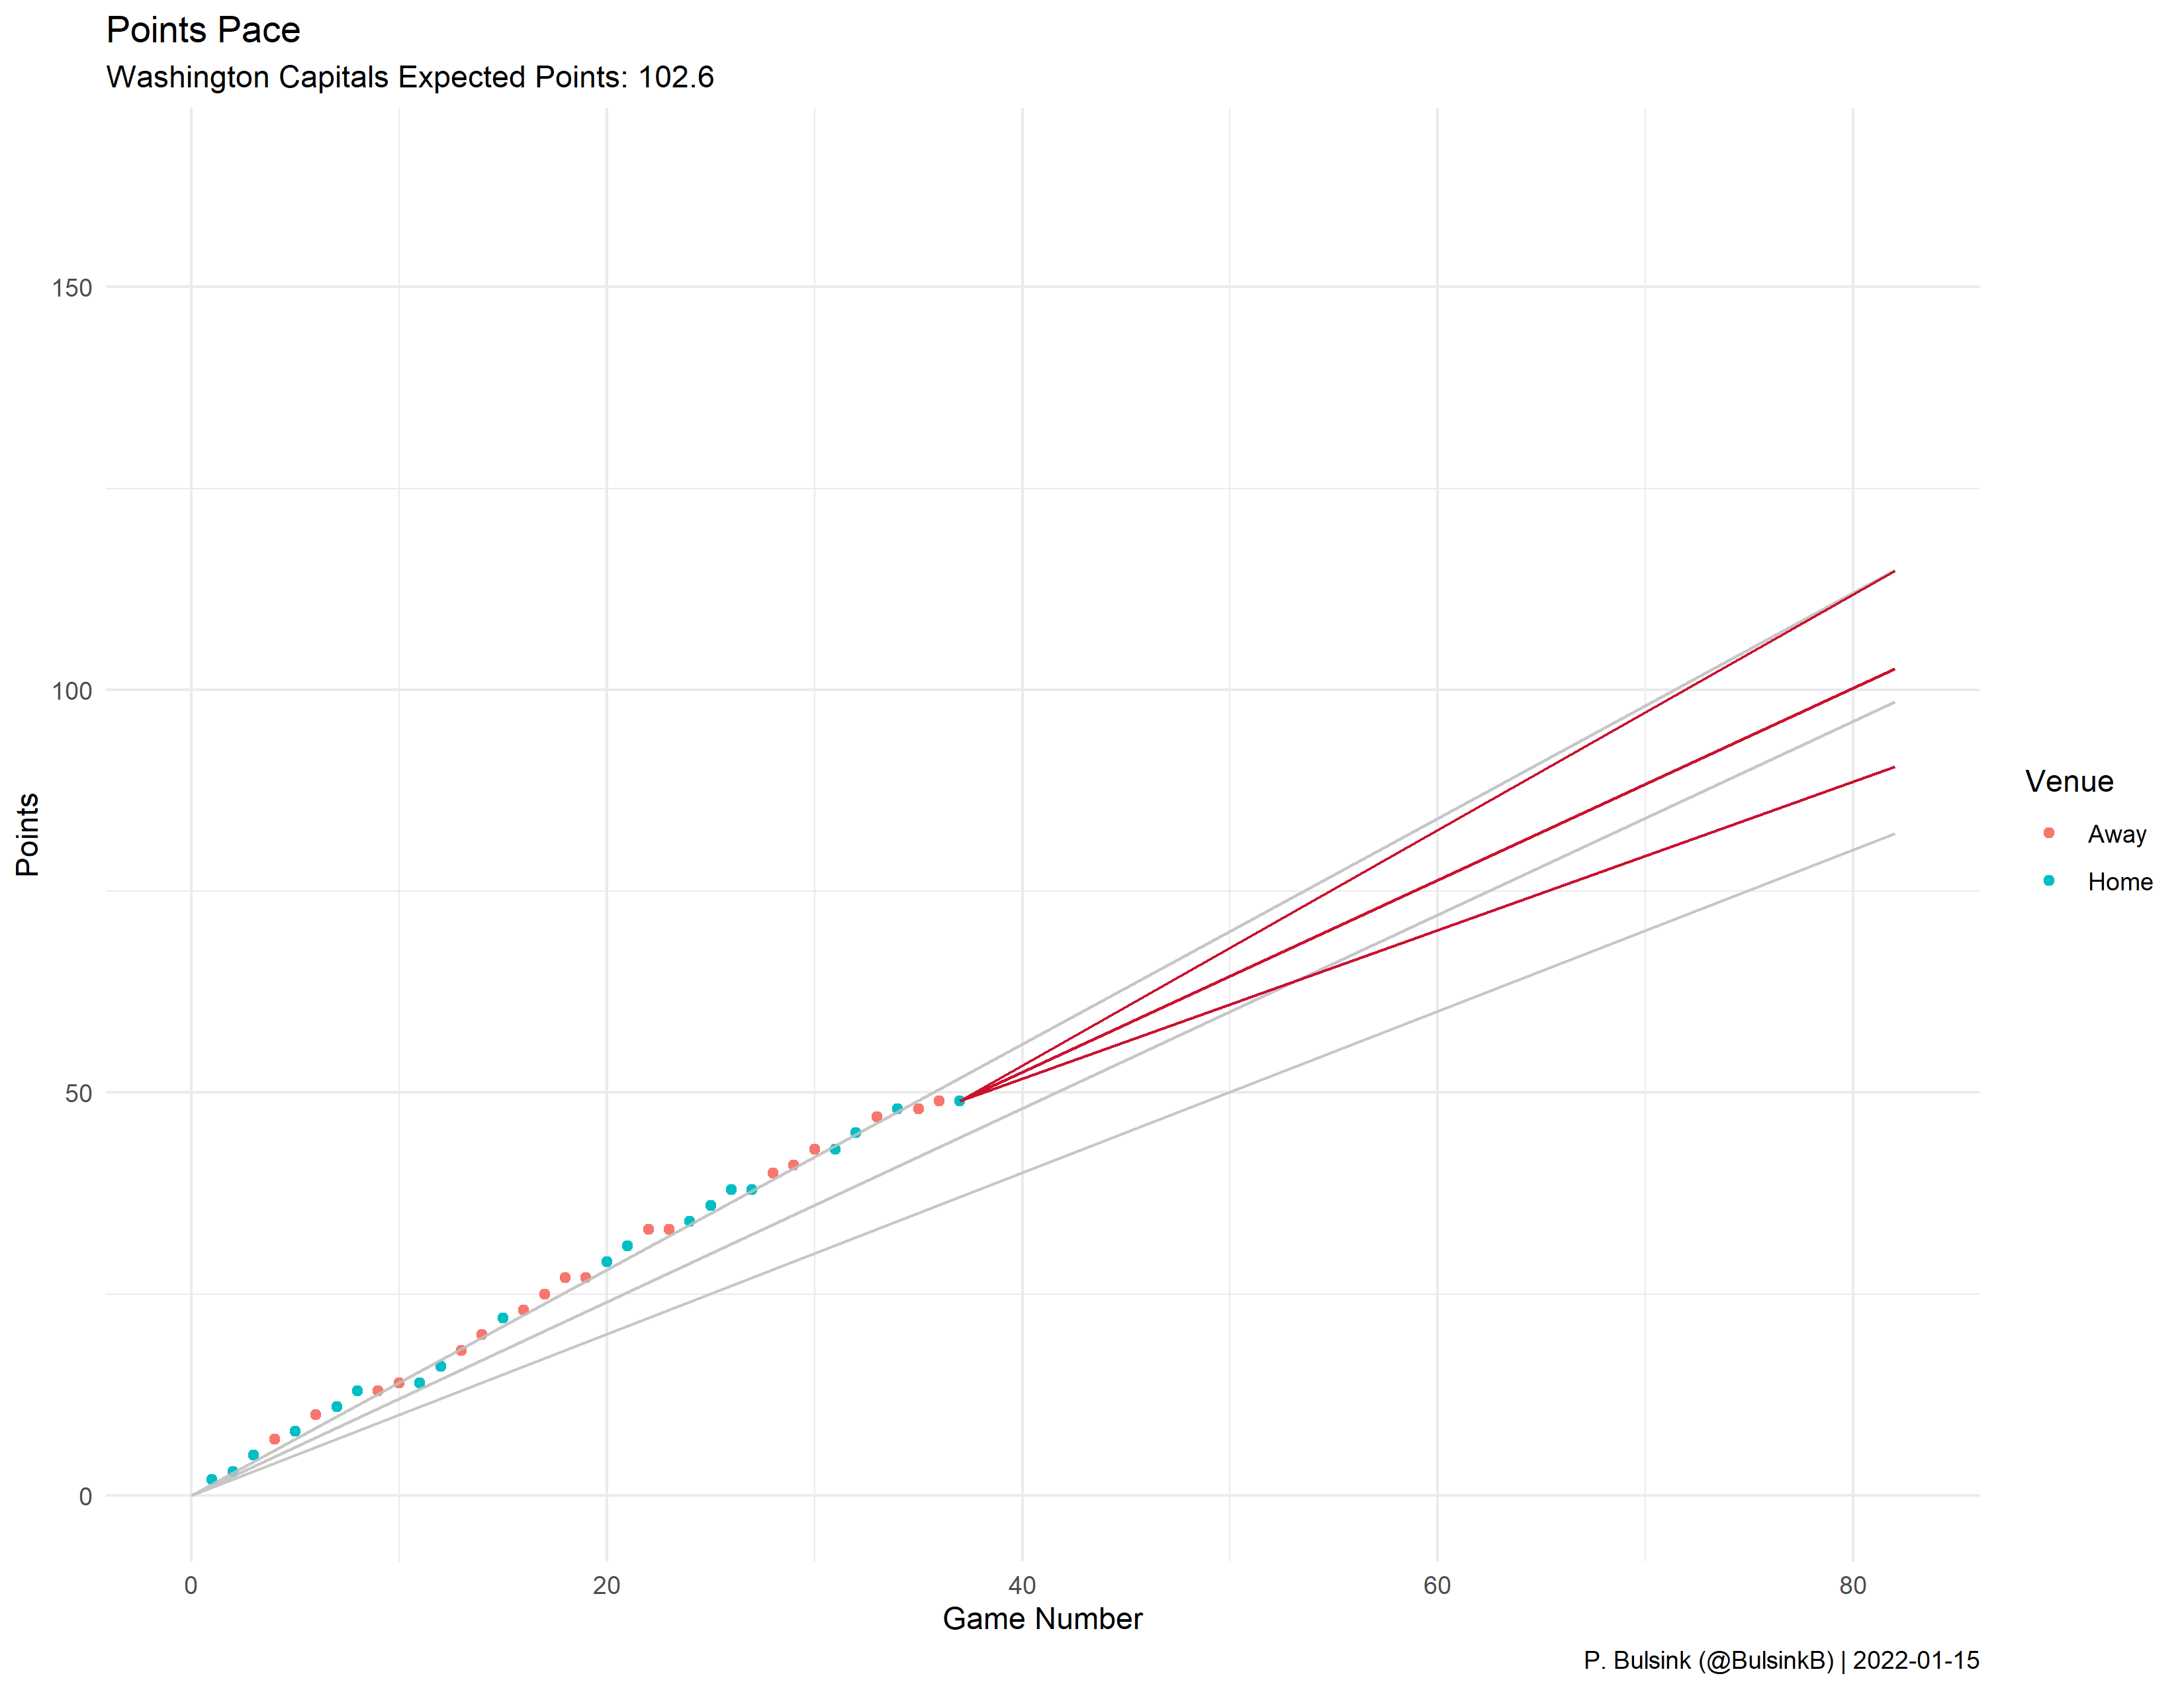 Points Pace
Washington Capitals Expected Points: 102.6
150
100
50
0
Points
0 20 40 60 80
Game Number
Venue
Away
Home
P. Bulsink (@BulsinkB) | 2022-01-15